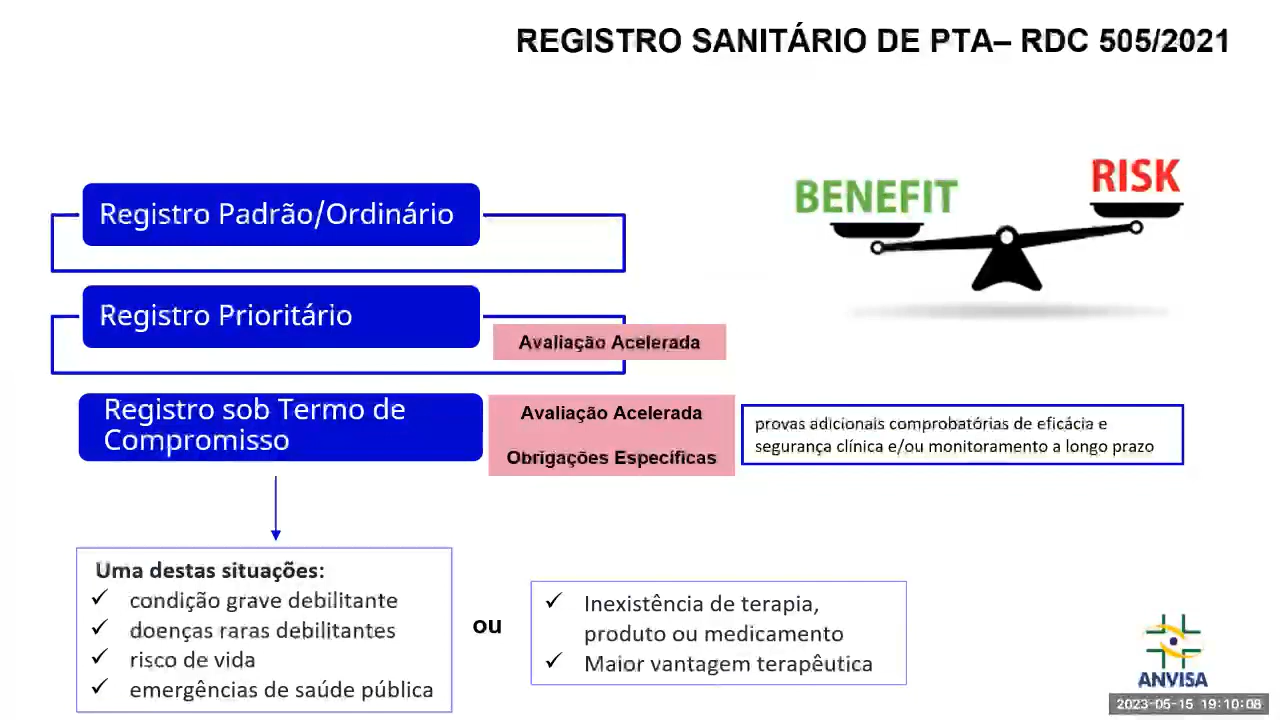 REGISTRO SANITÁRIO DE PTA– RDC 505/2021
BENEFIT
RISK
Registro Padrão/Ordinário
Registro Prioritário
Avaliação Acelerada
Registro sob Termo de
Compromisso
Avaliação Acelerada
Obrigações Específicas
provas adicionais comprobatórias de eficácia e
segurança clínica e/ou monitoramento a longo prazo
Uma destas situações:
✓ condição grave debilitante
✓ doenças raras debilitantes
✓ risco de vida
✓ emergências de saúde pública
ou
✓ Inexistência de terapia,
produto ou medicamento
✓ Maior vantagem terapêutica
ANVISA
2023-05-15 19:10:08